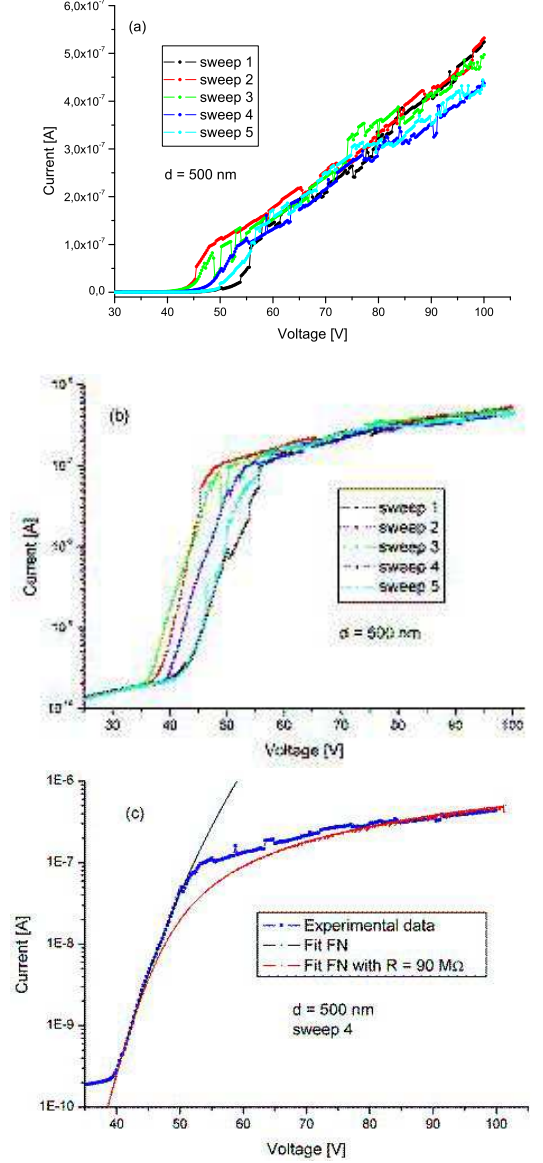 (a)
6,0x10-7
5,0x10-7
4,0x10-7
3,0x10-7
2,0x10-7
1,0x10-7
0,0
Current [A]
sweep 1
sweep 2
sweep 3
sweep 4
sweep 5
d = 500 nm
30 40 50 60 70 80 90 100
Voltage [V]
(b)
Current [A]
sweep 1
sweep 2
sweep 3
sweep 4
sweep 5
d = 500 nm
30 40 50 60 70 80 90 100
Voltage [V]
(c)
1E-6
1E-7
1E-8
1E-9
1E-10
Current [A]
Experimental data
Fit FN
Fit FN with R = 90 MΩ
d = 500 nm
sweep 4
40 50 60 70 80 90 100
Voltage [V]